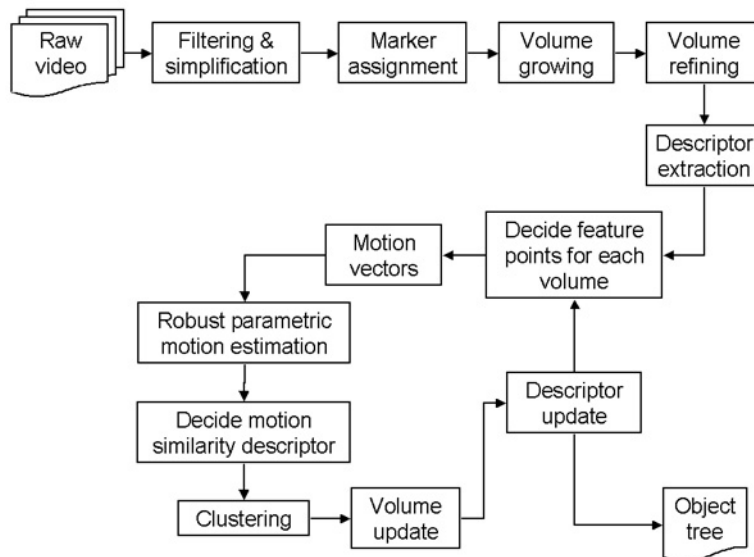 Raw
video
Filtering &
simplification
Marker
assignment
Volume
growing
Volume
refining
Descriptor
extraction
Decide feature
points for each
volume
Motion
vectors
Robust parametric
motion estimation
Decide motion
similarity descriptor
Clustering
Volume
update
Descriptor
update
Object
tree